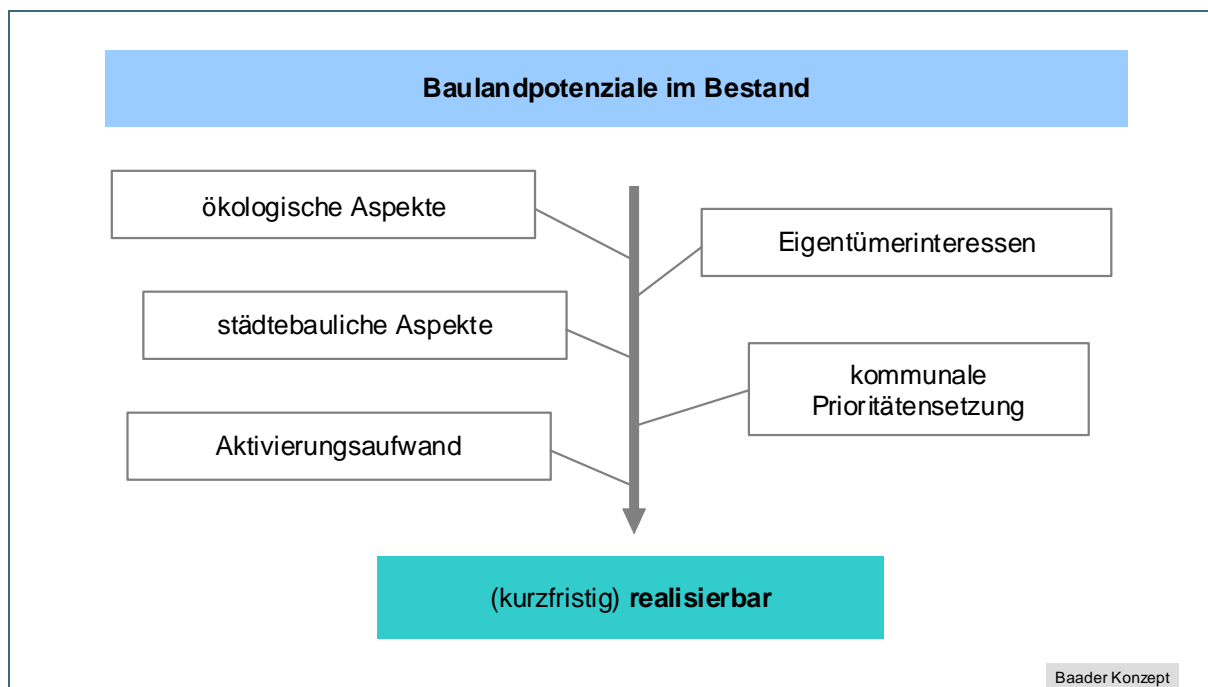 Baulandpotenziale im Bestand
ökologische Aspekte
Eigentümerinteressen
städtebauliche Aspekte
kommunale
Prioritätensetzung
Aktivierungsaufwand
(kurzfristig) realisierbar
Baader Konzept